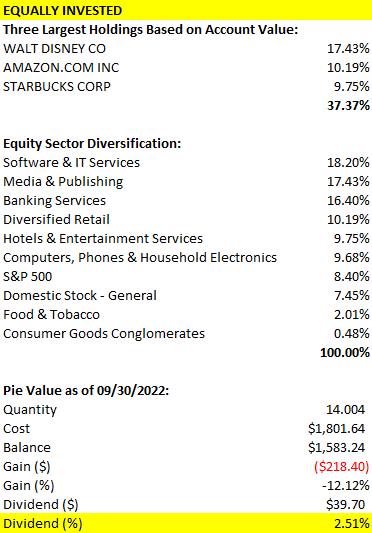 EQUALLY INVESTED
Three Largest Holdings Based on Account Value:
WALT DISNEY CO 17.43%
AMAZON.COM INC 10.19%
STARBUCKS CORP 9.75%
37.37%
Equity Sector Diversification:
Software & IT Services 18.20%
Media & Publishing 17.43%
Banking Services 16.40%
Diversified Retail 10.19%
Hotels & Entertainment Services 9.75%
Computers, Phones & Household Electronics 9.68%
S&P 500 8.40%
Domestic Stock - General 7.45%
Food & Tobacco 2.01%
Consumer Goods Conglomerates 0.48%
100.00%
Pie Value as of 09/30/2022:
Quantity 14.004
Cost $1,801.64
Balance $1,583.24
Gain ($) ($218.40)
Gain (%) -12.12%
Dividend ($) $39.70
Dividend (%) 2.51%